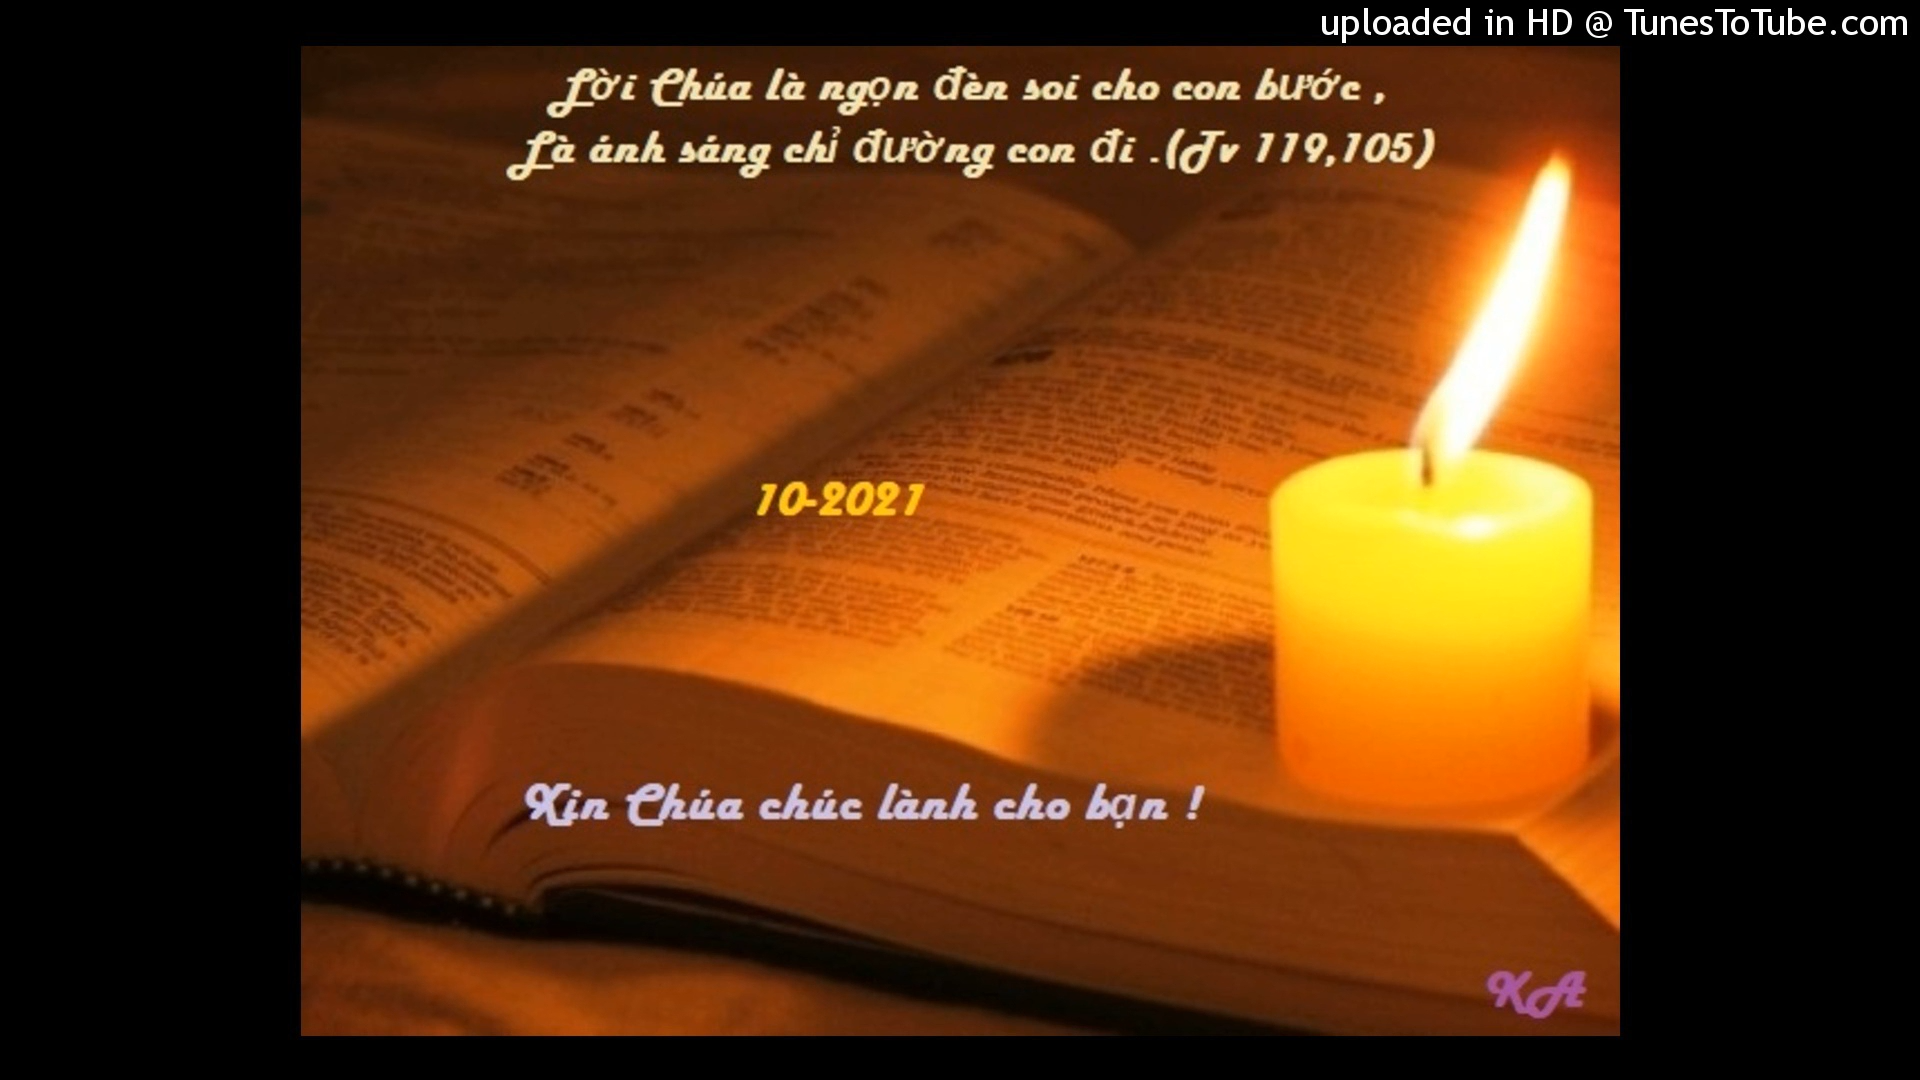 uploaded in HD @ TunesToTube.com
Lời Chúa là ngọn đèn soi cho con bước ,
Là ánh sáng chỉ đường con đi .(Tv 119,105)
10-2021
Xin Chúa chúc lành cho bạn !
KA